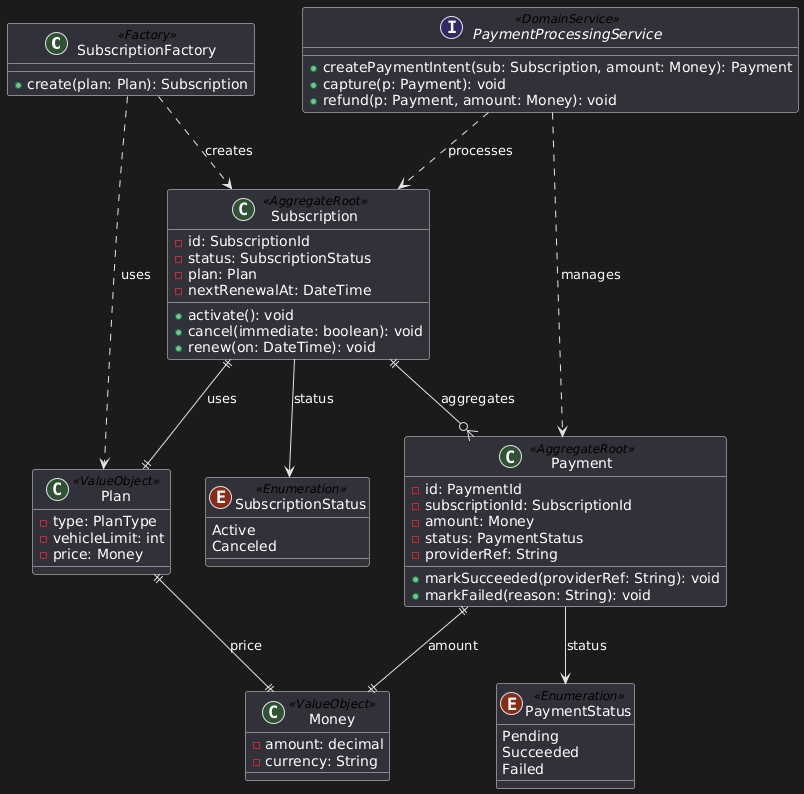 C
«Factory»
SubscriptionFactory
create(plan: Plan): Subscription
I
«DomainService»
PaymentProcessingService
createPaymentIntent(sub: Subscription, amount: Money): Payment
capture(p: Payment): void
refund(p: Payment, amount: Money): void
creates
processes
C
«AggregateRoot»
Subscription
id: SubscriptionId
status: SubscriptionStatus
plan: Plan
nextRenewalAt: DateTime
activate(): void
cancel(immediate: boolean): void
renew(on: DateTime): void
uses
manages
uses
status
aggregates
C
«ValueObject»
Plan
type: PlanType
vehicleLimit: int
price: Money
E
«Enumeration»
SubscriptionStatus
Active
Canceled
C
«AggregateRoot»
Payment
id: PaymentId
subscriptionId: SubscriptionId
amount: Money
status: PaymentStatus
providerRef: String
markSucceeded(providerRef: String): void
markFailed(reason: String): void
price
amount
status
C
«ValueObject»
Money
amount: decimal
currency: String
E
«Enumeration»
PaymentStatus
Pending
Succeeded
Failed